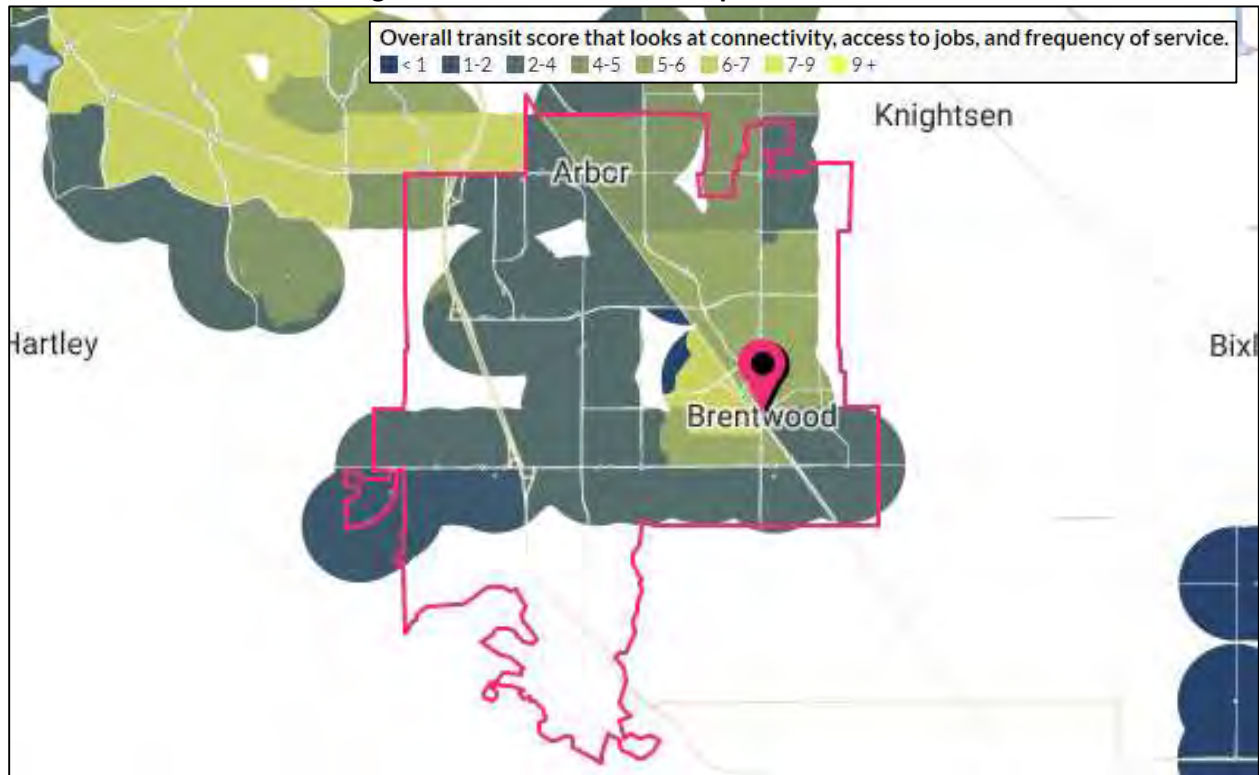 Overall transit score that looks at connectivity, access to jobs, and frequency of service.
< 1 1-2 2-4 4-5 5-6 6-7 7-9 9 +
Knightsen
Arbor
Hartley
Bixl
Brentwood